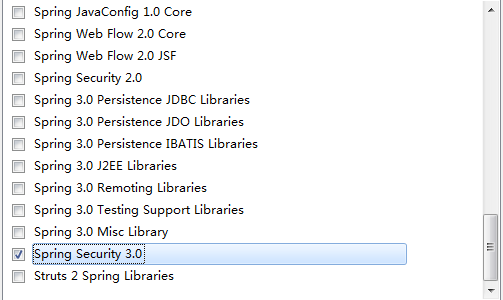 Spring JavaConfig 1.0 Core
Spring Web Flow 2.0 Core
Spring Web Flow 2.0 JSF
Spring Security 2.0
Spring 3.0 Persistence JDBC Libraries
Spring 3.0 Persistence JDO Libraries
Spring 3.0 Persistence IBATIS Libraries
Spring 3.0 J2EE Libraries
Spring 3.0 Remoting Libraries
Spring 3.0 Testing Support Libraries
Spring 3.0 Misc Library
Spring Security 3.0
Struts 2 Spring Libraries